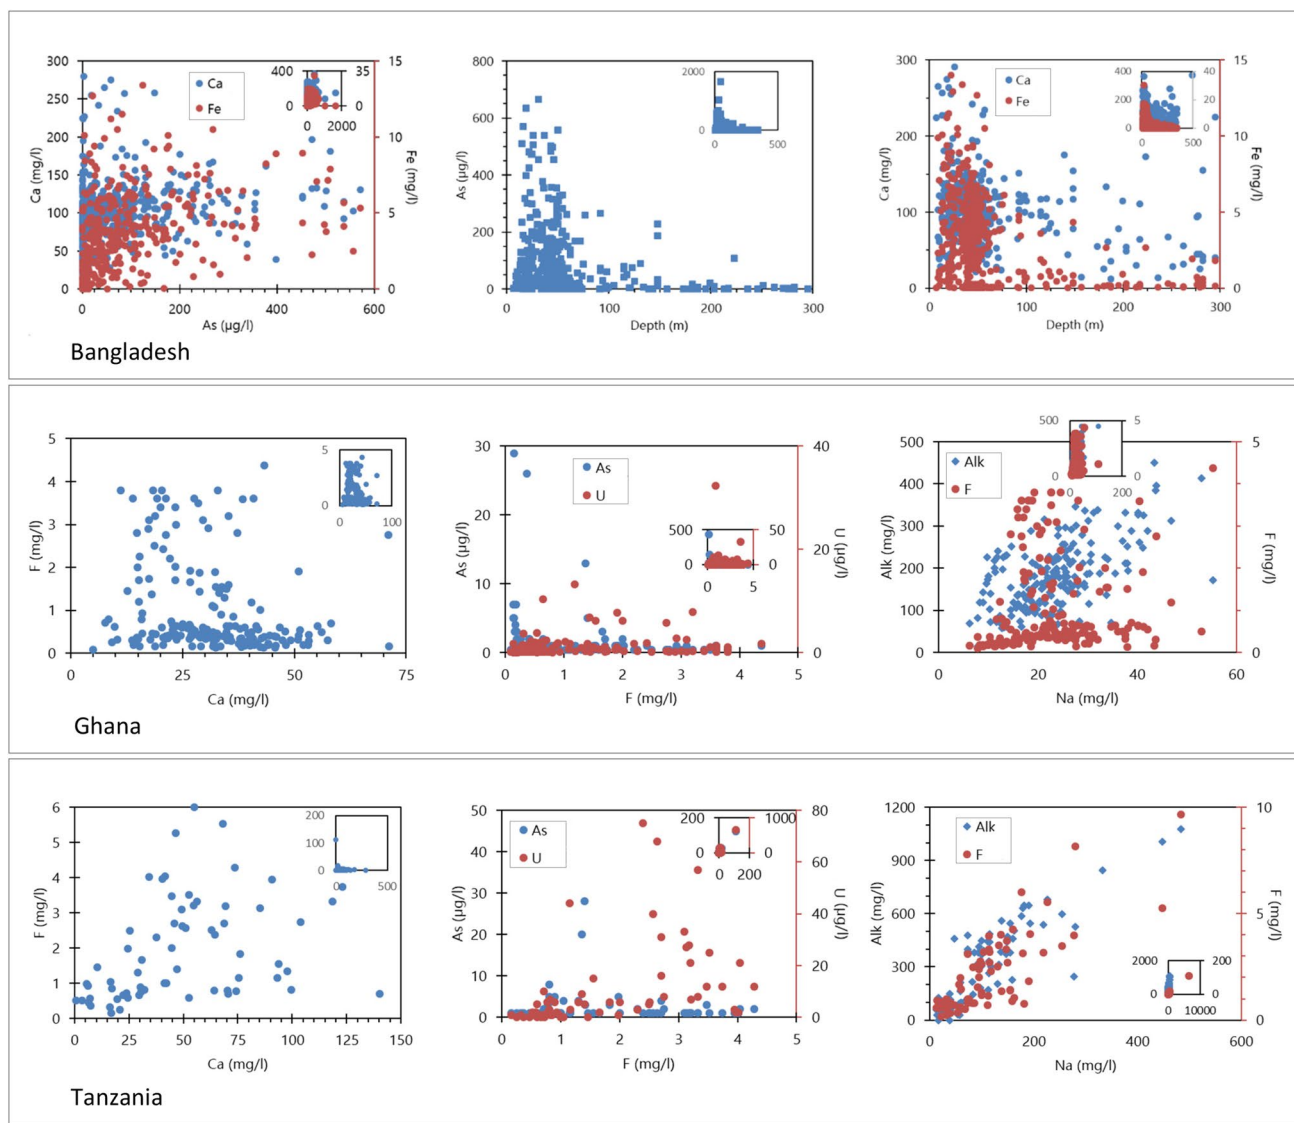 300
250
200
150
100
50
0
Ca (mg/l)
0 200 400 600
As (µg/l)
15
10
5
0
Fe (mg/l)
Ca
Fe
400
0
35
0
0 2000
800
600
400
200
0
As (µg/l)
0 100 200 300
Depth (m)
2000
0
0 500
300
250
200
150
100
50
0
Ca (mg/l)
0 100 200 300
Depth (m)
15
10
5
0
Fe (mg/l)
Ca
Fe
400
200
0
40
20
0
0 500
Bangladesh
5
4
3
2
1
0
F (mg/l)
0 25 50 75
Ca (mg/l)
5
0
0 100
30
20
10
0
As (µg/l)
0 1 2 3 4 5
F (mg/l)
40
20
0
U (µg/l)
As
U
500
0
50
0
0 5
500
400
300
200
100
0
Alk (mg/l)
0 20 40 60
Na (mg/l)
5
0
F (mg/l)
Alk
F
500
0
5
0
0 200
Ghana
6
5
4
3
2
1
0
F (mg/l)
0 25 50 75 100 125 150
Ca (mg/l)
200
100
0
0 500
50
40
30
20
10
0
As (µg/l)
0 1 2 3 4 5
F (mg/l)
80
60
40
20
0
U (µg/l)
As
U
200
0
1000
0
0 200
1200
900
600
300
0
Alk (mg/l)
0 200 400 600
Na (mg/l)
10
5
0
F (mg/l)
Alk
F
2000
0
200
0
0 10000
Tanzania